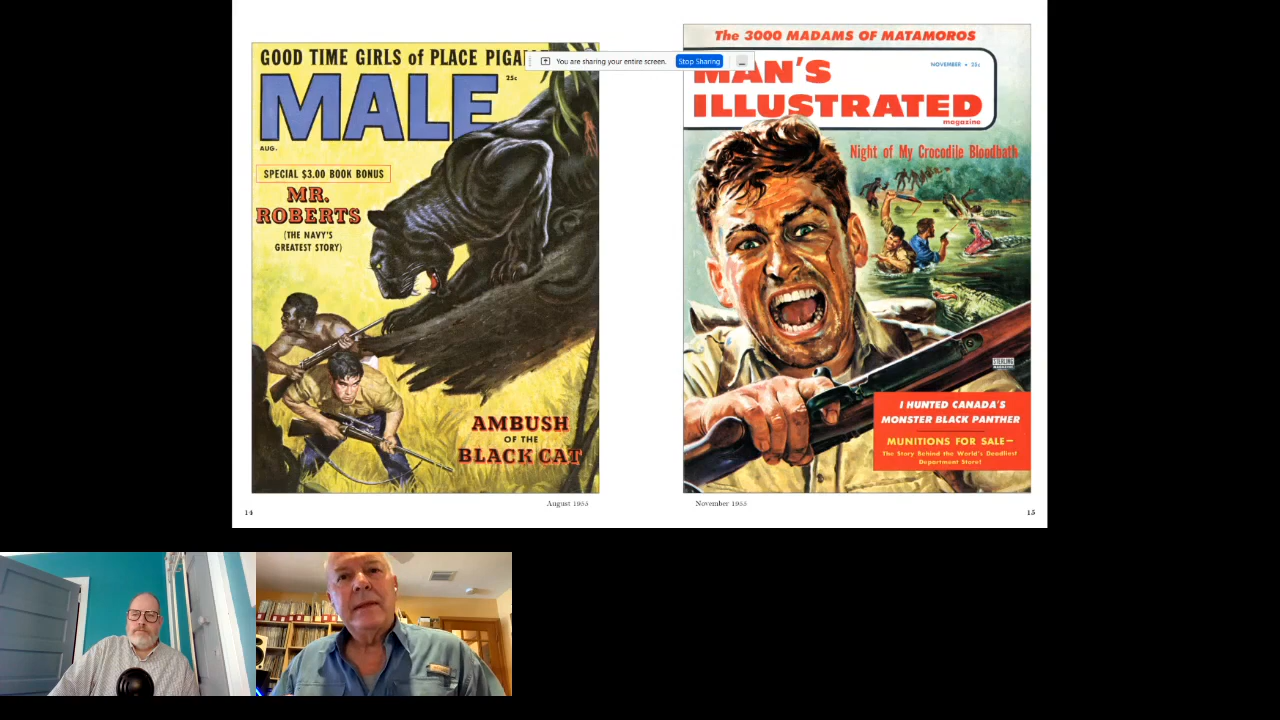 GOOD TIME GIRLS of PLACE
MALE
25c
AUG.
SPECIAL $3.00 BOOK BONUS
MR.
ROBERTS
(THE NAVY'S
GREATEST STORY)
AMBUSH
OF THE
BLACK CAT
August 1955
14
You are sharing your entire screen.
Stop Sharing
The 3000 MADAMS OF MATAMOROS
MAN'S
ILLUSTRATED
magazine
NOVEMBER • 25c
Night of My Crocodile Bloodbath
STERLING
I HUNTED CANADA'S
MONSTER BLACK PANTHER
MUNITIONS FOR SALE—
The Story Behind the World's Deadliest
Department Store!
November 1955
15